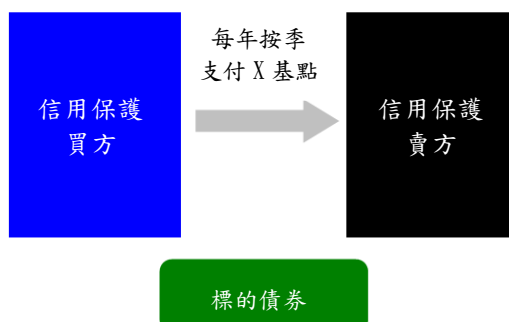 每年按季
支付 X 基點
信用保護
買方
信用保護
賣方
標的債券